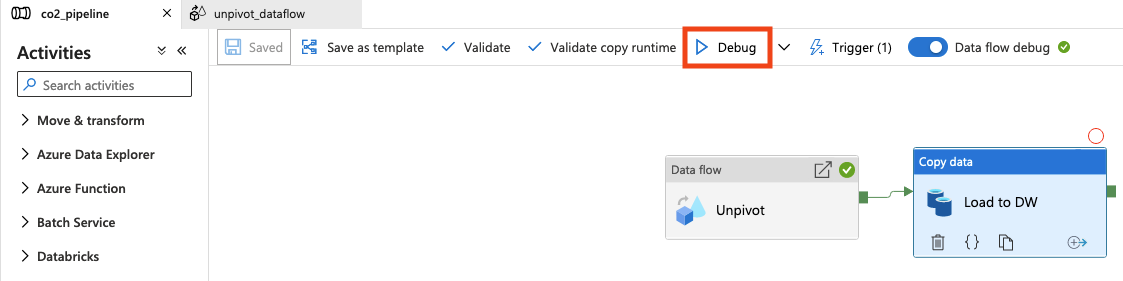 co2_pipeline
unpivot_dataflow
Activities
Saved
Save as template
Validate
Validate copy runtime
Debug
Trigger (1)
Data flow debug
Search activities
Move & transform
Azure Data Explorer
Azure Function
Batch Service
Databricks
Data flow
Unpivot
Copy data
Load to DW